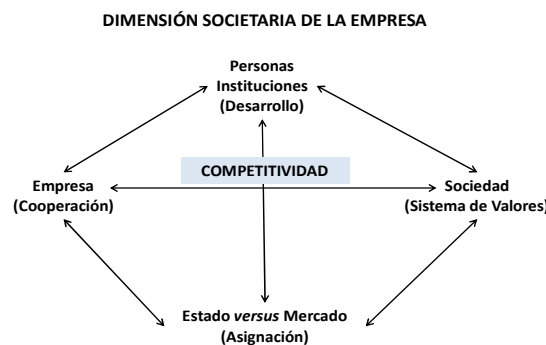 DIMENSIÓN SOCIETARIA DE LA EMPRESA
Personas
Instituciones
(Desarrollo)
COMPETITIVIDAD
Empresa
(Cooperación)
Sociedad
(Sistema de Valores)
Estado versus Mercado
(Asignación)